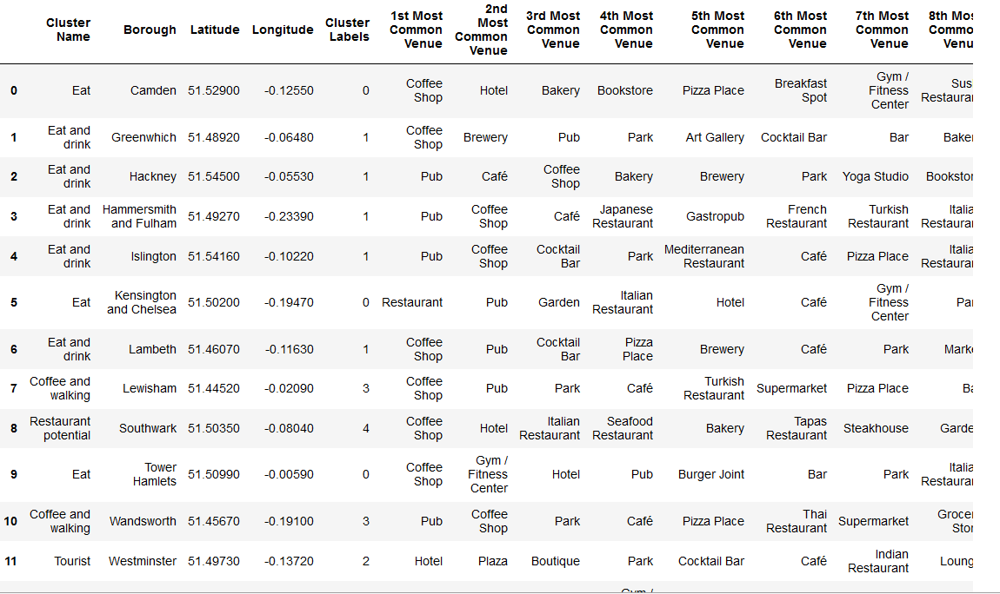 Cluster Name Borough Latitude Longitude Cluster Labels 1st Most Common Venue 2nd Most Common Venue 3rd Most Common Venue 4th Most Common Venue 5th Most Common Venue 6th Most Common Venue 7th Most Common Venue 8th Mos Commo Venu
0 Eat Camden 51.52900 -0.12550 0 Coffee Shop Hotel Bakery Bookstore Pizza Place Breakfast Spot Gym / Fitness Center Sus Restaura
1 Eat and drink Greenwhich 51.48920 -0.06480 1 Coffee Shop Brewery Pub Park Art Gallery Cocktail Bar Bar Bake
2 Eat and drink Hackney 51.54500 -0.05530 1 Pub Café Coffee Shop Bakery Brewery Park Yoga Studio Booksto
3 Eat and drink Hammersmith and Fulham 51.49270 -0.23390 1 Pub Coffee Shop Café Japanese Restaurant Gastropub French Restaurant Turkish Restaurant Italia Restaura
4 Eat and drink Islington 51.54160 -0.10220 1 Pub Coffee Shop Cocktail Bar Park Mediterranean Restaurant Café Pizza Place Italia Restaura
5 Eat Kensington and Chelsea 51.50200 -0.19470 0 Restaurant Pub Garden Italian Restaurant Hotel Café Gym / Fitness Center Pa
6 Eat and drink Lambeth 51.46070 -0.11630 1 Coffee Shop Pub Cocktail Bar Pizza Place Brewery Café Park Mark
7 Coffee and walking Lewisham 51.44520 -0.02090 3 Coffee Shop Pub Park Café Turkish Restaurant Supermarket Pizza Place Ba
8 Restaurant potential Southwark 51.50350 -0.08040 4 Coffee Shop Hotel Italian Restaurant Seafood Restaurant Bakery Tapas Restaurant Steakhouse Garde
9 Eat Tower Hamlets 51.50990 -0.00590 0 Coffee Shop Gym / Fitness Center Hotel Pub Burger Joint Bar Park Italia Restaura
10 Coffee and walking Wandsworth 51.45670 -0.19100 3 Pub Coffee Shop Park Café Pizza Place Thai Restaurant Supermarket Groce Sto
11 Tourist Westminster 51.49730 -0.13720 2 Hotel Plaza Boutique Park Cocktail Bar Café Indian Restaurant Loung